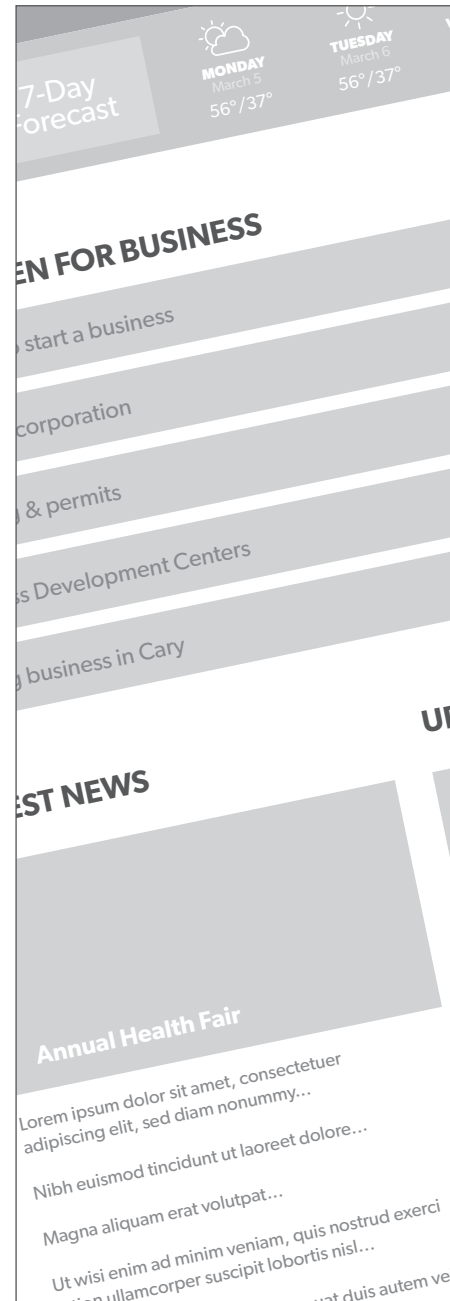 7-Day
Forecast
MONDAY
March 5
56°/37°
TUESDAY
March 6
56°/37°
EN FOR BUSINESS
start a business
corporation
& permits
ss Development Centers
business in Cary
EST NEWS
Annual Health Fair
Lorem ipsum dolor sit amet, consectetuer
adipiscing elit, sed diam nonummy...
Nibh euismod tincidunt ut laoreet dolore...
Magna aliquam erat volutpat...
Ut wisi enim ad minim veniam, quis nostrud exerci
ullamcorper suscipit lobortis nisl...
duis autem ve